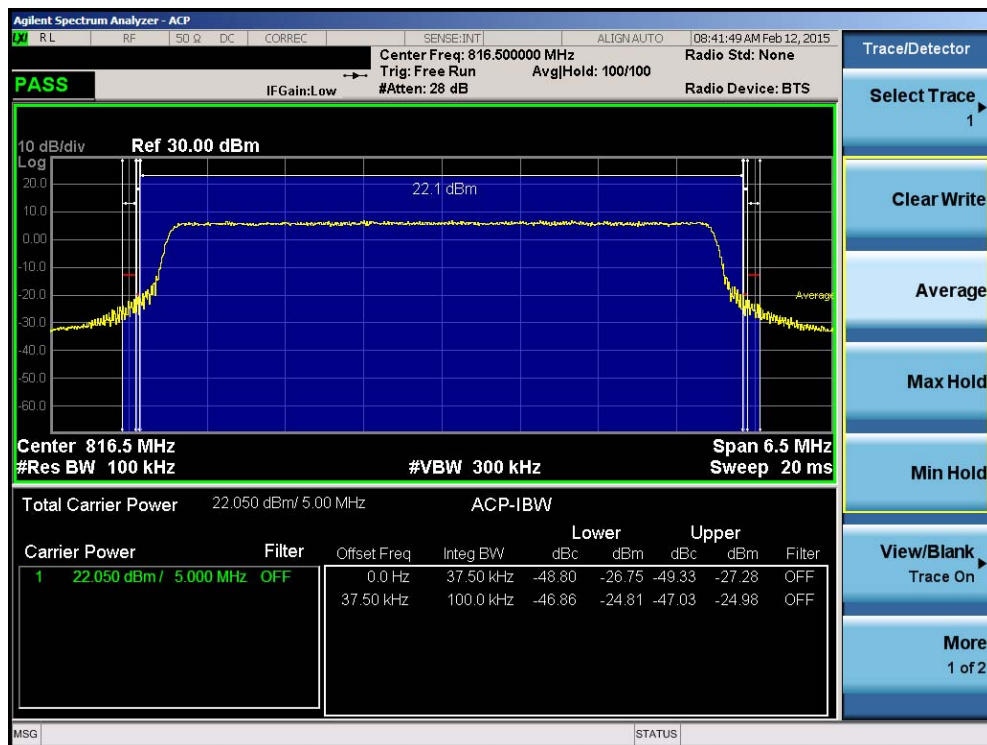 Agilent Spectrum Analyzer - ACP
LXI RL RF 50 Ω DC CORREC SENSE:INT ALIGN AUTO 08:41:49 AM Feb 12, 2015
Center Freq: 816.500000 MHz Radio Std: None
Trig: Free Run Avg|Hold: 100/100
PASS IFGain:Low #Atten: 28 dB Radio Device: BTS
10 dB/div Ref 30.00 dBm
Log
20.0
10.0
0.00
-10.0
-20.0
-30.0
-40.0
-50.0
-60.0
22.1 dBm
Average
Center 816.5 MHz Span 6.5 MHz
#Res BW 100 kHz #VBW 300 kHz Sweep 20 ms
Total Carrier Power 22.050 dBm/ 5.00 MHz ACP-IBW
Lower Upper
Carrier Power Filter Offset Freq Integ BW dBc dBm dBc dBm Filter
1 22.050 dBm / 5.000 MHz OFF 0.0 Hz 37.50 kHz -48.80 -26.75 -49.33 -27.28 OFF
37.50 kHz 100.0 kHz -46.86 -24.81 -47.03 -24.98 OFF
MSG STATUS
Trace/Detector
Select Trace
1
Clear Write
Average
Max Hold
Min Hold
View/Blank
Trace On
More
1 of 2